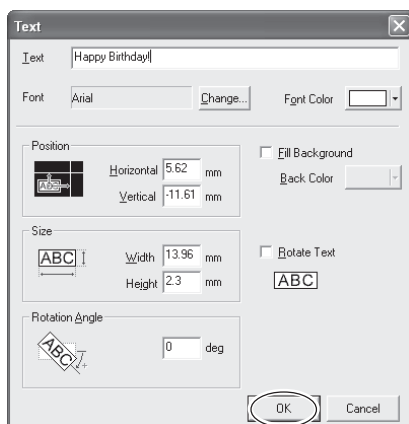 Text
Text Happy Birthday!
Font Arial Change... Font Color
Position
Horizontal 5.62 mm
Vertical -11.61 mm
Fill Background
Back Color
ABC
Size
ABC
Width 13.96 mm
Height 2.3 mm
Rotate Text
ABC
Rotation Angle
ABC
0 deg
OK Cancel